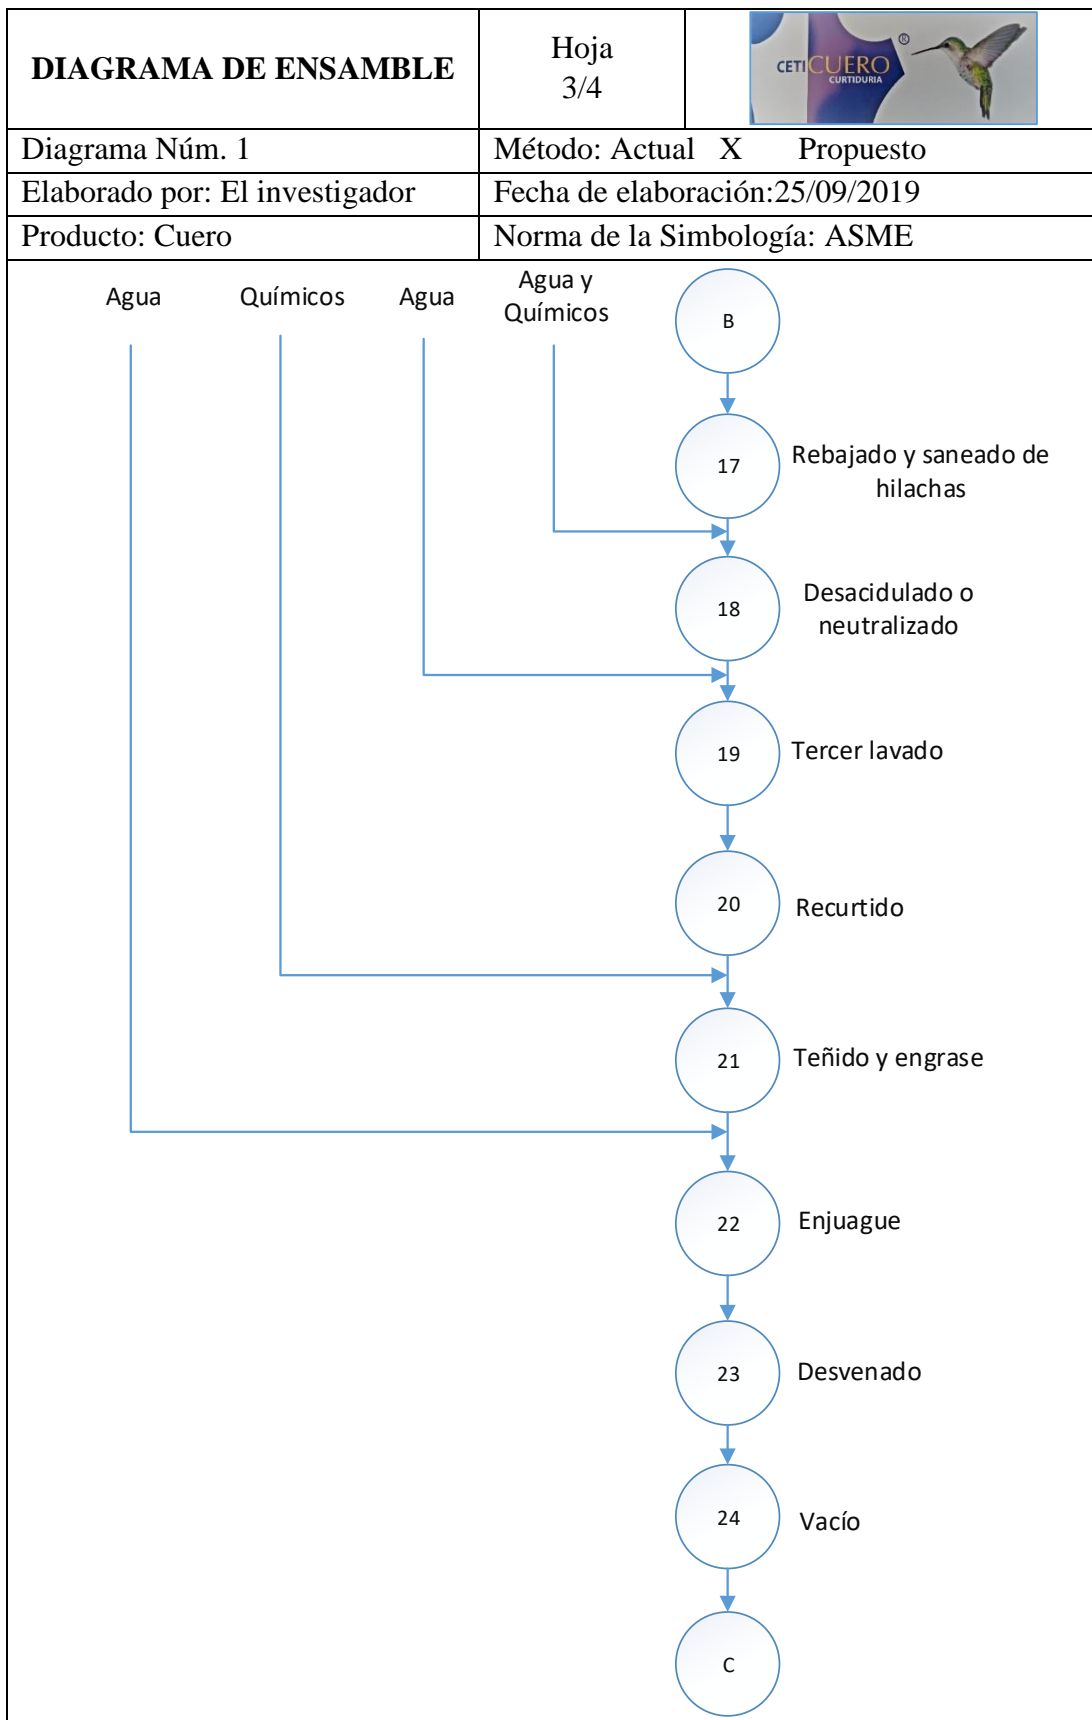 DIAGRAMA DE ENSAMBLE
Hoja
3/4
CETICUERO®
CURTIDURIA
Diagrama Núm. 1
Método: Actual X Propuesto
Elaborado por: El investigador
Fecha de elaboración:25/09/2019
Producto: Cuero
Norma de la Simbología: ASME
Agua
Químicos
Agua
Agua y
Químicos
B
17
Rebajado y saneado de
hilachas
18
Desacidulado o
neutralizado
19
Tercer lavado
20
Recurtido
21
Teñido y engrase
22
Enjuague
23
Desvenado
24
Vacío
C